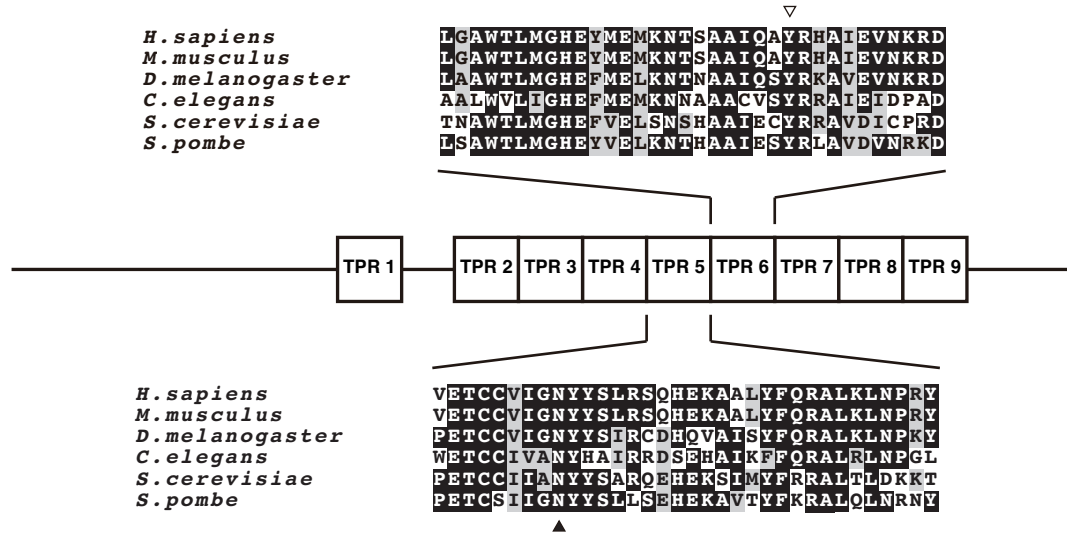 H.sapiens LGAWTLMGHEYMEMKNTSAAIQAYRHAIEVNKRD
M.musculus LGAWTLMGHEYMEMKNTSAAIQAYRHAIEVNKRD
D.melanogaster LAAWTLMGHEFMELKNTNAAIQSYRKAVEVNKRD
C.elegans AALWVLIGHEFMEMKNNAAACVSYRRAIEIDPAD
S.cerevisiae TNAWTLMGHEFVELSNSHAAIECYRRAVDICPRD
S.pombe LSAWTLMGHEYVELKNTHAAIESYRLAVDVNRKD
TPR 1 TPR 2 TPR 3 TPR 4 TPR 5 TPR 6 TPR 7 TPR 8 TPR 9
H.sapiens VETCCVIGNYYSLRSQHEKAALYFQRALKLNPRY
M.musculus VETCCVIGNYYSLRSQHEKAALYFQRALKLNPRY
D.melanogaster PETCCVIGNYYSIRCDHQVAISYFQRALKLNPKY
C.elegans WETCCIVANYHAIRRDSEHAIKFFQRALRLNPGL
S.cerevisiae PETCCIIANYYSARQEHEKSIMYFRRALTLDKKT
S.pombe PETCSIIGNYYSLLSEHEKAVTYFKRALQLNRNY